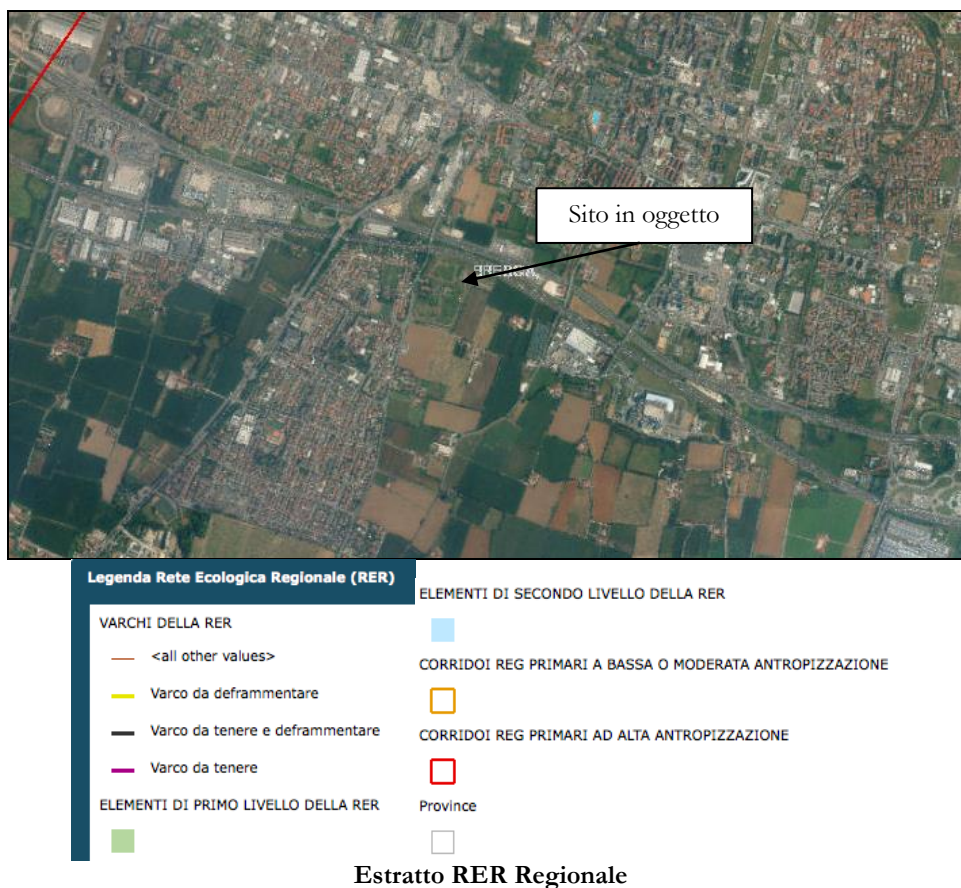 Sito in oggetto
Legenda Rete Ecologica Regionale (RER)
VARCHI DELLA RER
<all other values>
Varco da deframmentare
Varco da tenere e deframmentare
Varco da tenere
ELEMENTI DI PRIMO LIVELLO DELLA RER
ELEMENTI DI SECONDO LIVELLO DELLA RER
CORRIDOI REG PRIMARI A BASSA O MODERATA ANTROPIZZAZIONE
CORRIDOI REG PRIMARI AD ALTA ANTROPIZZAZIONE
Province
Estratto RER Regionale